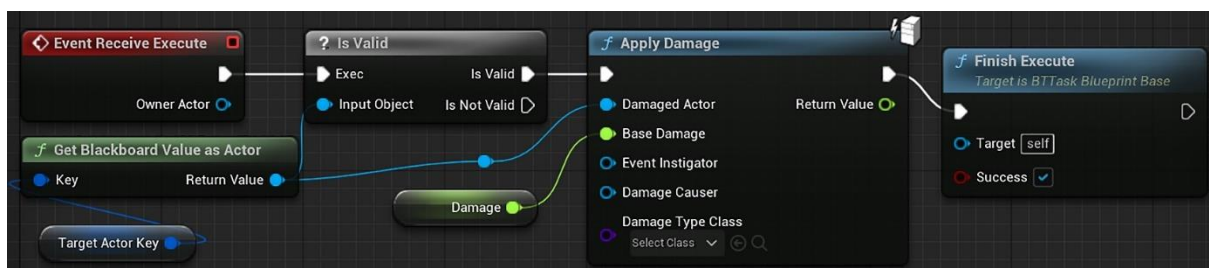 Event Receive Execute
Owner Actor
Get Blackboard Value as Actor
Key Return Value
Target Actor Key
? Is Valid
Exec Is Valid
Input Object Is Not Valid
Damage
f Apply Damage
Damaged Actor Return Value
Base Damage
Event Instigator
Damage Causer
Damage Type Class
Select Class
f Finish Execute
Target is BTTask Blueprint Base
Target self
Success